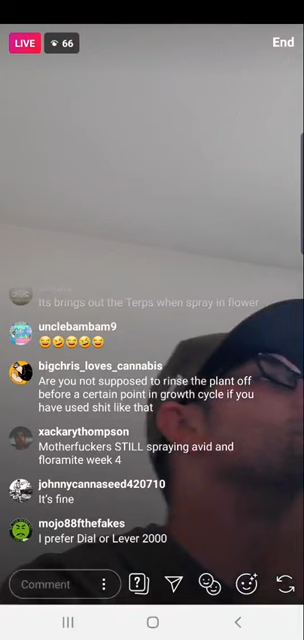 LIVE 66 End
Its brings out the Terps when spray in flower
unclebambam9
😂🤣😂🤣😂
bigchris_loves_cannabis
Are you not supposed to rinse the plant off
before a certain point in growth cycle if you
have used shit like that
xackarythompson
Motherfuckers STILL spraying avid and
floramite week 4
johnnycannaseed420710
It's fine
mojo88fthefakes
I prefer Dial or Lever 2000
Comment